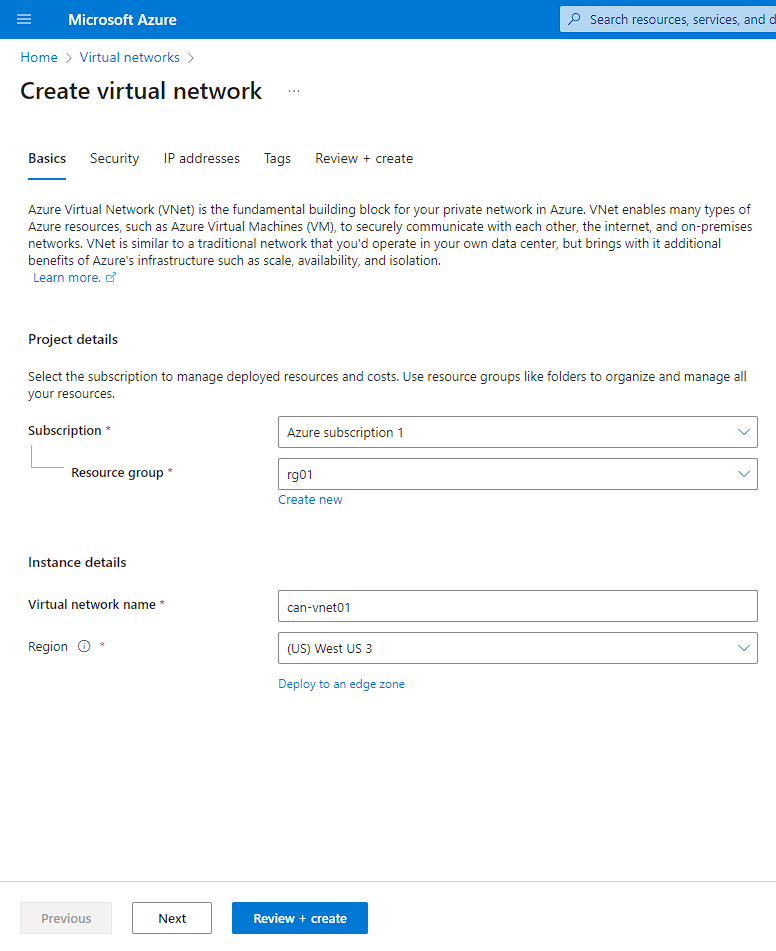 Microsoft Azure
Search resources, services, and d
Home > Virtual networks >
Create virtual network ...
Basics Security IP addresses Tags Review + create
Azure Virtual Network (VNet) is the fundamental building block for your private network in Azure. VNet enables many types of
Azure resources, such as Azure Virtual Machines (VM), to securely communicate with each other, the internet, and on-premises
networks. VNet is similar to a traditional network that you'd operate in your own data center, but brings with it additional
benefits of Azure's infrastructure such as scale, availability, and isolation.
Learn more.
Project details
Select the subscription to manage deployed resources and costs. Use resource groups like folders to organize and manage all
your resources.
Subscription * Azure subscription 1
Resource group * rg01
Create new
Instance details
Virtual network name * can-vnet01
Region * (US) West US 3
Deploy to an edge zone
Previous Next Review + create